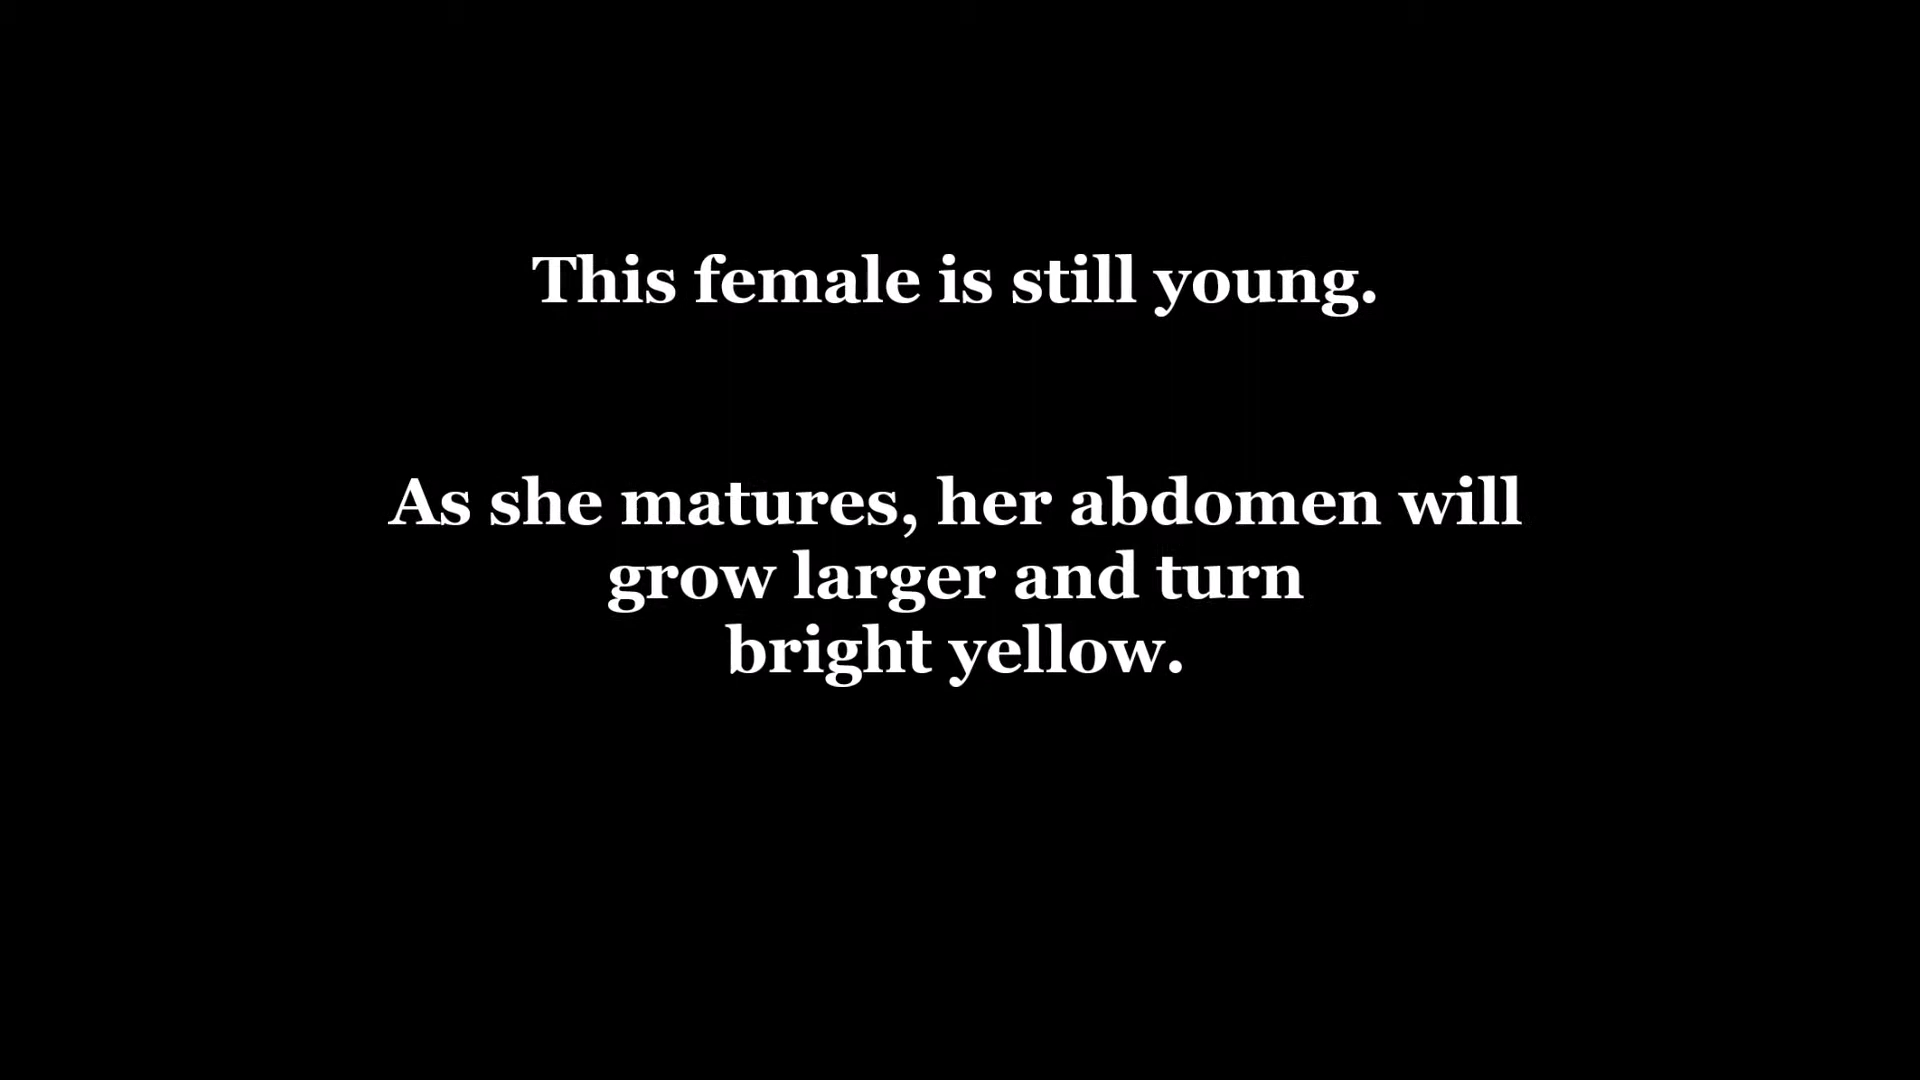 This female is still young.
As she matures, her abdomen will
grow larger and turn
bright yellow.